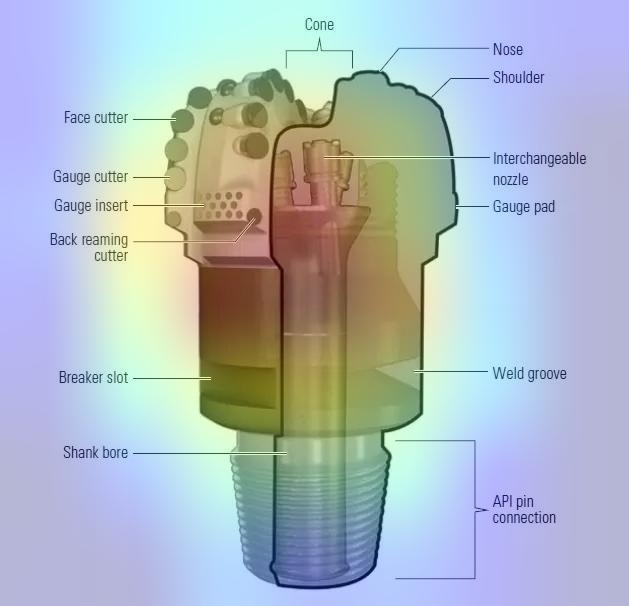 Cone
Nose
Shoulder
Face cutter
Interchangeable
nozzle
Gauge cutter
Gauge insert
Gauge pad
Back reaming
cutter
Breaker slot
Weld groove
Shank bore
API pin
connection